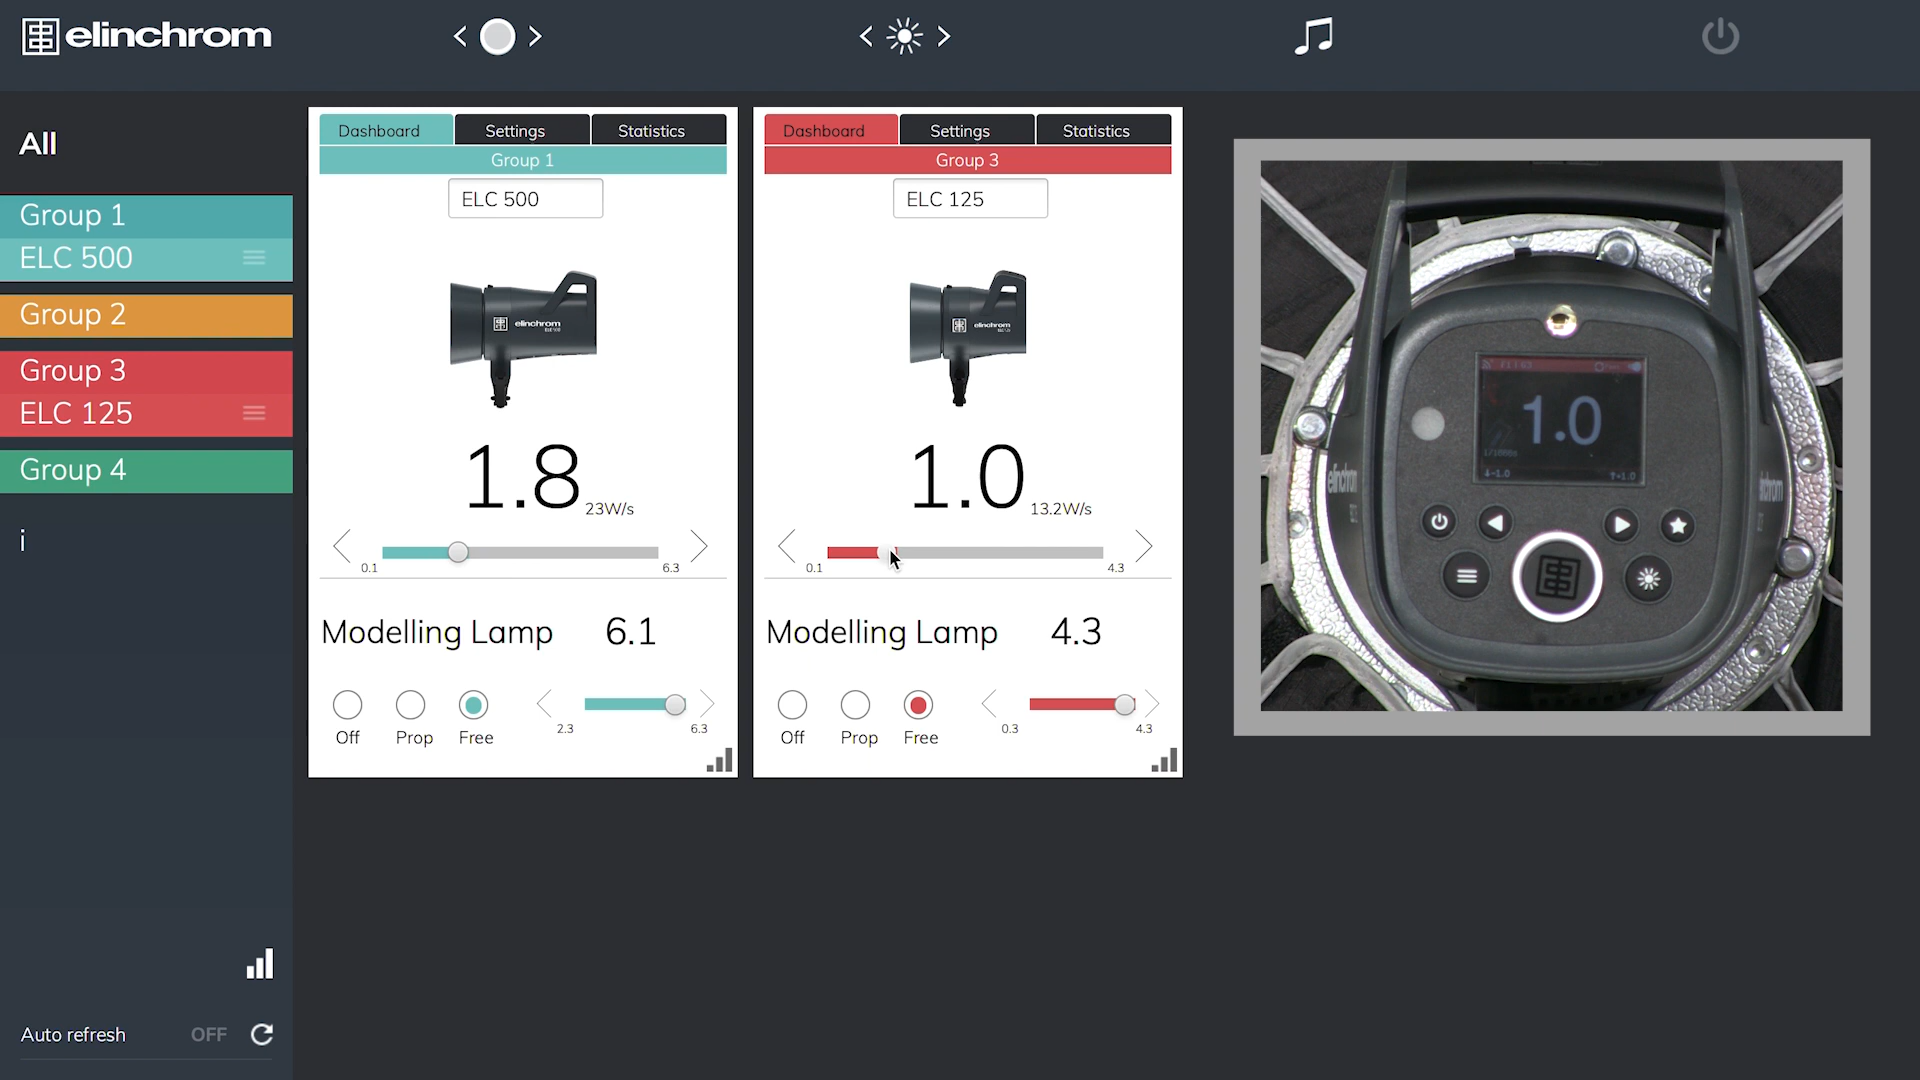 elinchrom
All
Group 1
ELC 500
Group 2
Group 3
ELC 125
Group 4
i
Auto refresh OFF
Dashboard Settings Statistics
Group 1
ELC 500
elinchrom
1.8 23W/s
0.1 6.3
Modelling Lamp 6.1
Off Prop Free
2.3 6.3
Dashboard Settings Statistics
Group 3
ELC 125
elinchrom
1.0 13.2W/s
0.1 4.3
Modelling Lamp 4.3
Off Prop Free
0.3 4.3
1.0
elinchrom